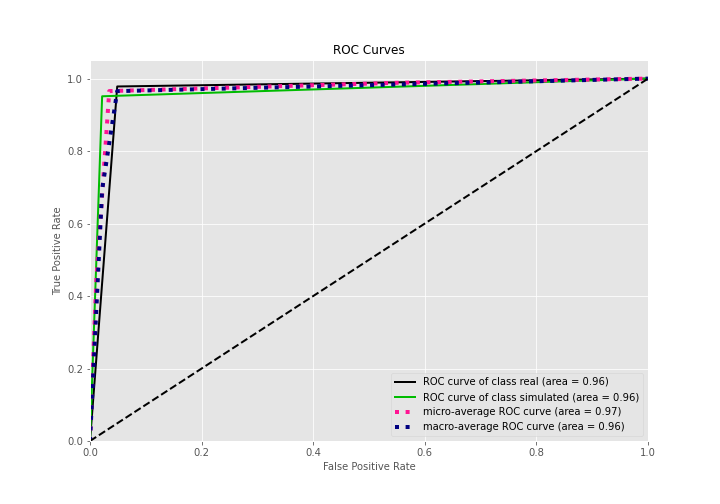 ROC Curves
True Positive Rate
1.0
0.8
0.6
0.4
0.2
0.0
0.0 0.2 0.4 0.6 0.8 1.0
False Positive Rate
ROC curve of class real (area = 0.96)
ROC curve of class simulated (area = 0.96)
micro-average ROC curve (area = 0.97)
macro-average ROC curve (area = 0.96)